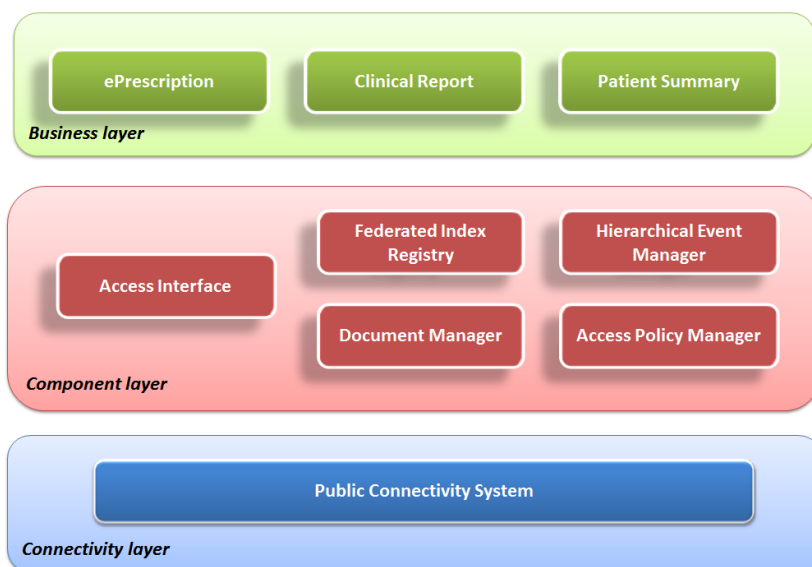 ePrescription
Clinical Report
Patient Summary
Business layer
Federated Index
Registry
Hierarchical Event
Manager
Access Interface
Document Manager
Access Policy Manager
Component layer
Public Connectivity System
Connectivity layer